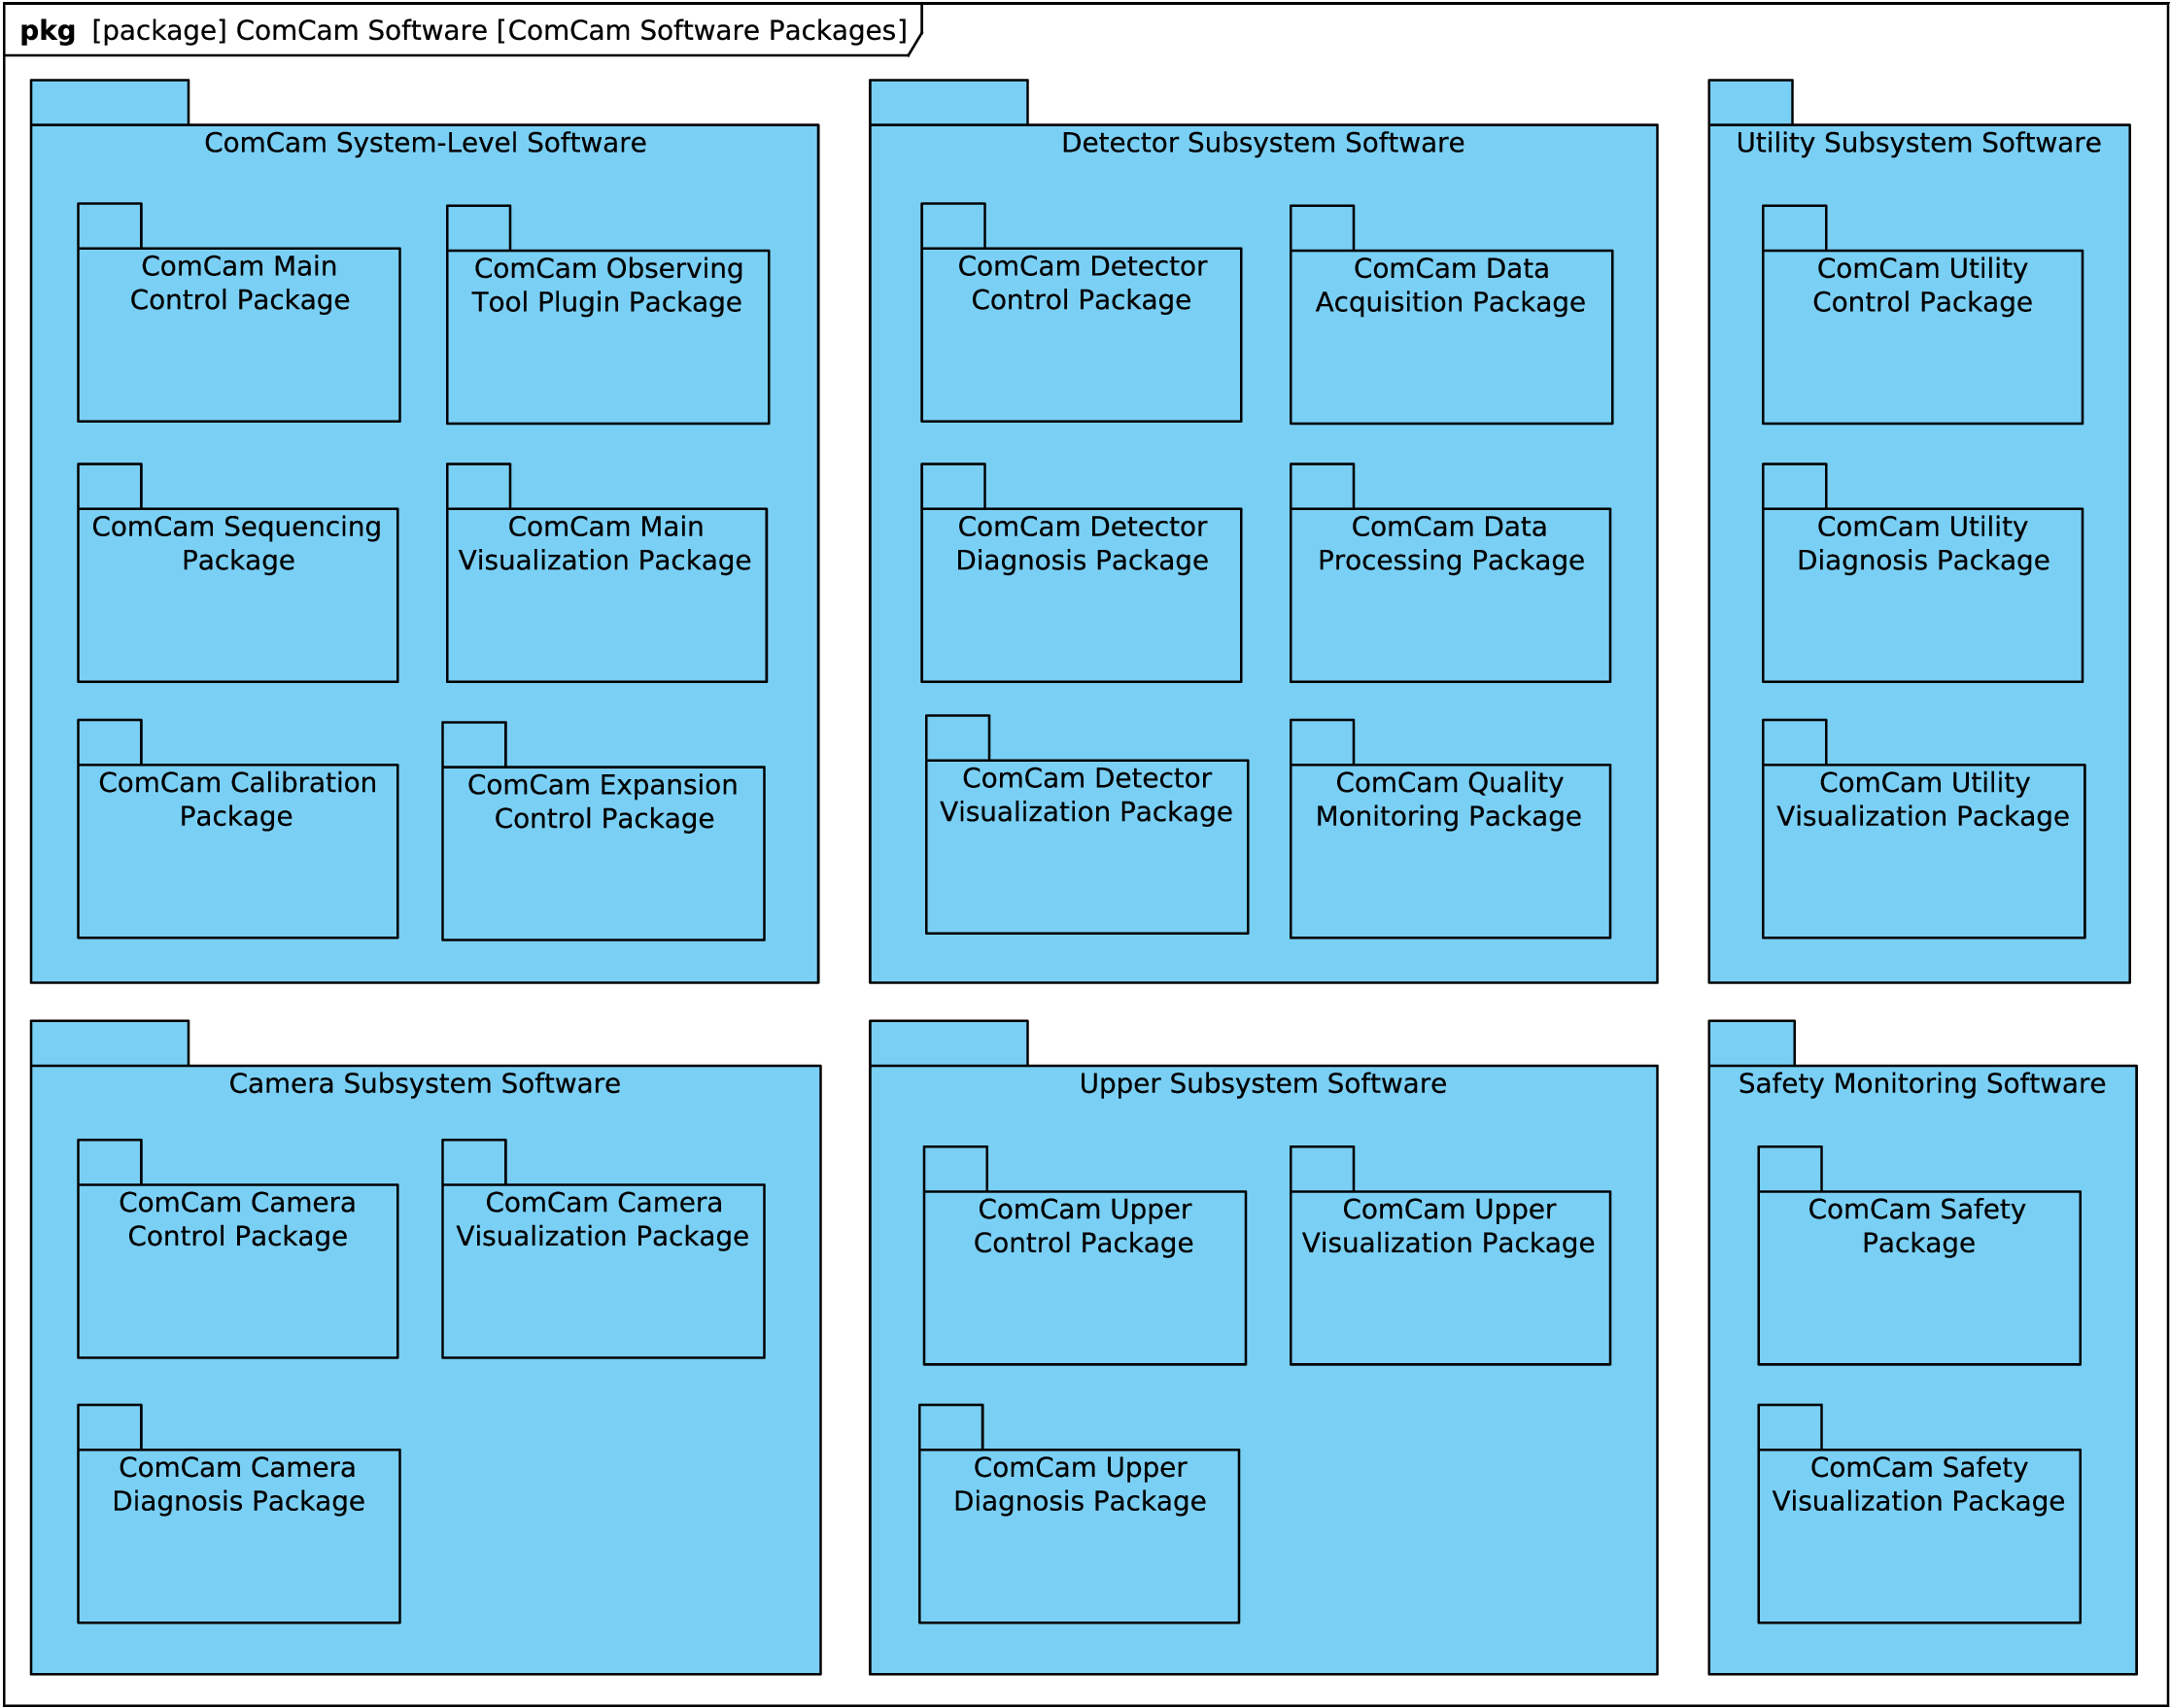 pkg [package] ComCam Software [ComCam Software Packages]
ComCam System-Level Software
ComCam Main
Control Package
ComCam Observing
Tool Plugin Package
ComCam Sequencing
Package
ComCam Main
Visualization Package
ComCam Calibration
Package
ComCam Expansion
Control Package
Detector Subsystem Software
ComCam Detector
Control Package
ComCam Data
Acquisition Package
ComCam Detector
Diagnosis Package
ComCam Data
Processing Package
ComCam Detector
Visualization Package
ComCam Quality
Monitoring Package
Utility Subsystem Software
ComCam Utility
Control Package
ComCam Utility
Diagnosis Package
ComCam Utility
Visualization Package
Camera Subsystem Software
ComCam Camera
Control Package
ComCam Camera
Visualization Package
ComCam Camera
Diagnosis Package
Upper Subsystem Software
ComCam Upper
Control Package
ComCam Upper
Visualization Package
ComCam Upper
Diagnosis Package
Safety Monitoring Software
ComCam Safety
Package
ComCam Safety
Visualization Package